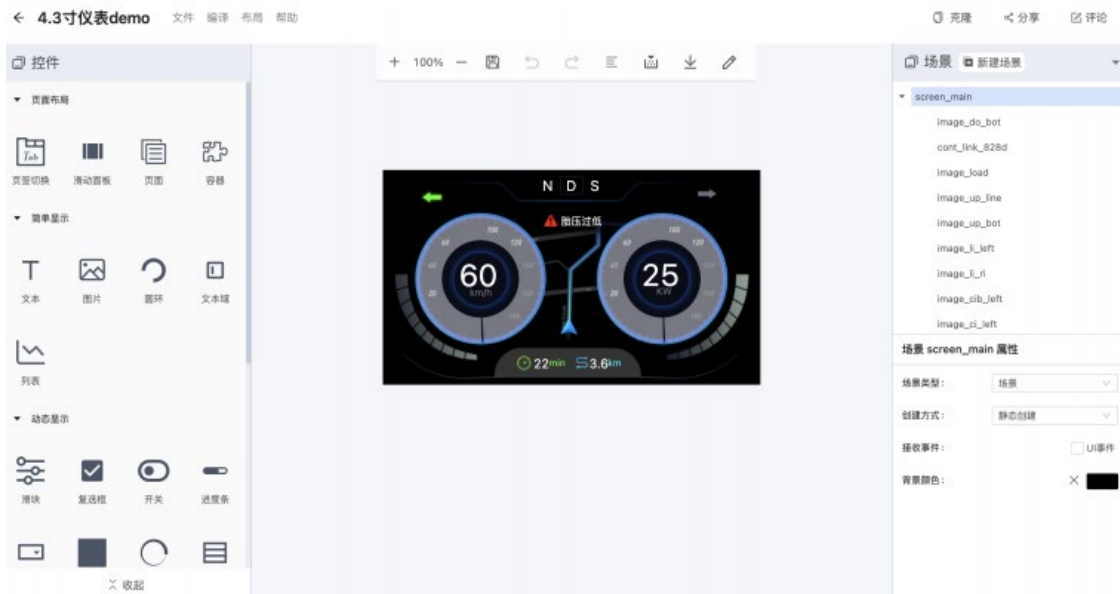 4.3寸仪表demo 文件 编译 布局 帮助 克隆 分享 评论
控件
页面布局
Tab
页签切换 滑动面板 页面 容器
简单显示
文本 图片 圆环 文本域
列表
动态显示
滑块 复选框 开关 进度条
收起
100%
N D S
胎压过低
60
km/h
25
KW
22min 3.6km
场景 新建场景
screen_main
image_do_bot
cont_link_828d
image_load
image_up_line
image_up_bot
image_li_left
image_li_ri
image_cib_left
image_ci_left
场景 screen_main 属性
场景类型: 场景
创建方式: 静态创建
接收事件: UI事件
背景颜色: